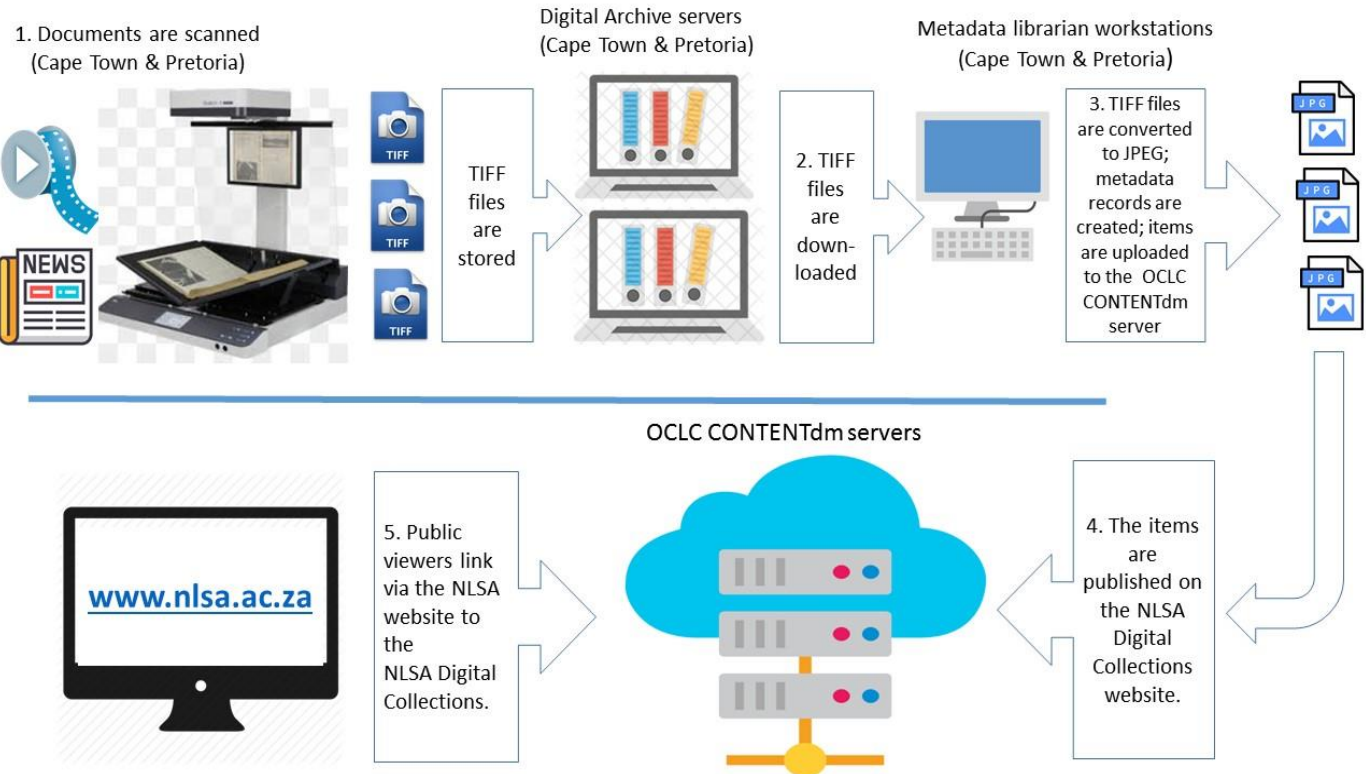 1. Documents are scanned
(Cape Town & Pretoria)
NEWS
TIFF
TIFF
TIFF
TIFF
files
are
stored
Digital Archive servers
(Cape Town & Pretoria)
2. TIFF
files
are
down-
loaded
Metadata librarian workstations
(Cape Town & Pretoria)
3. TIFF files
are converted
to JPEG;
metadata
records are
created; items
are uploaded
to the OCLC
CONTENTdm
server
JPG
JPG
JPG
4. The items
are
published on
the NLSA
Digital
Collections
website.
OCLC CONTENTdm servers
5. Public
viewers link
via the NLSA
website to
the
NLSA Digital
Collections.
www.nlsa.ac.za